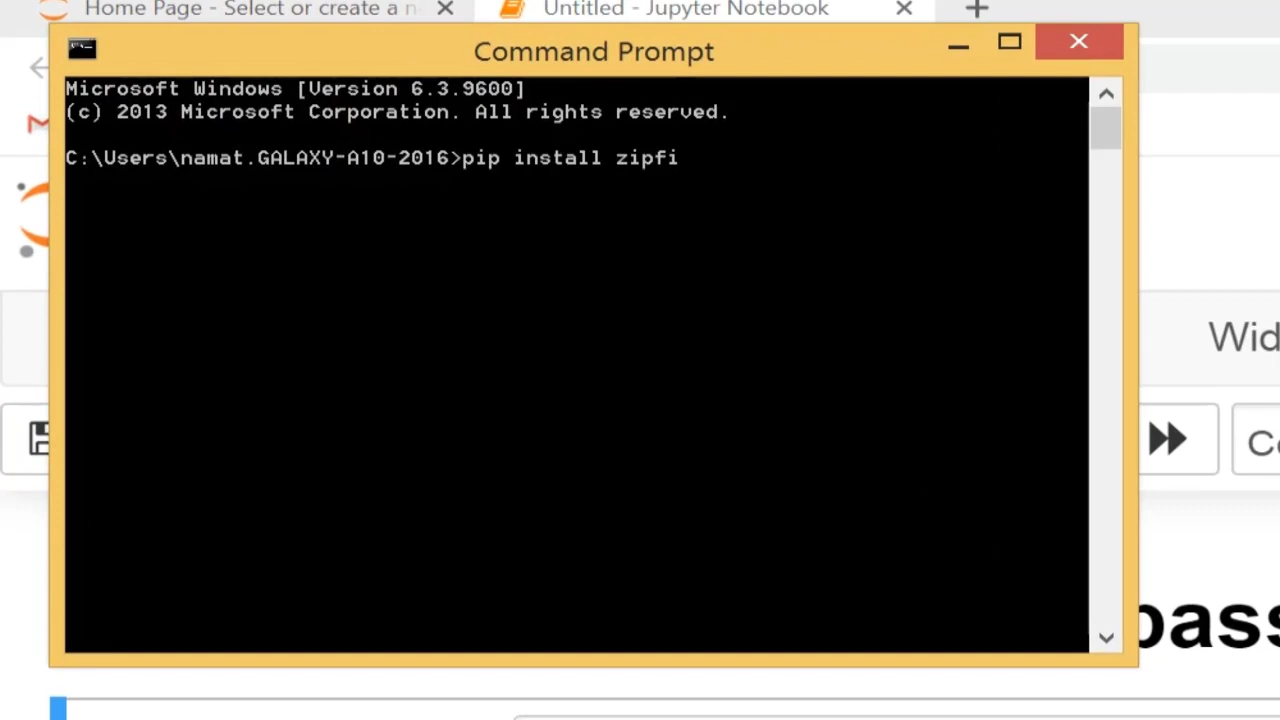 Home Page - Select or create a n
Untitled - Jupyter Notebook
Command Prompt
Microsoft Windows [Version 6.3.9600]
(c) 2013 Microsoft Corporation. All rights reserved.
C:\Users\namat.GALAXY-A10-2016>pip install zipfi
Wid
Co
pass